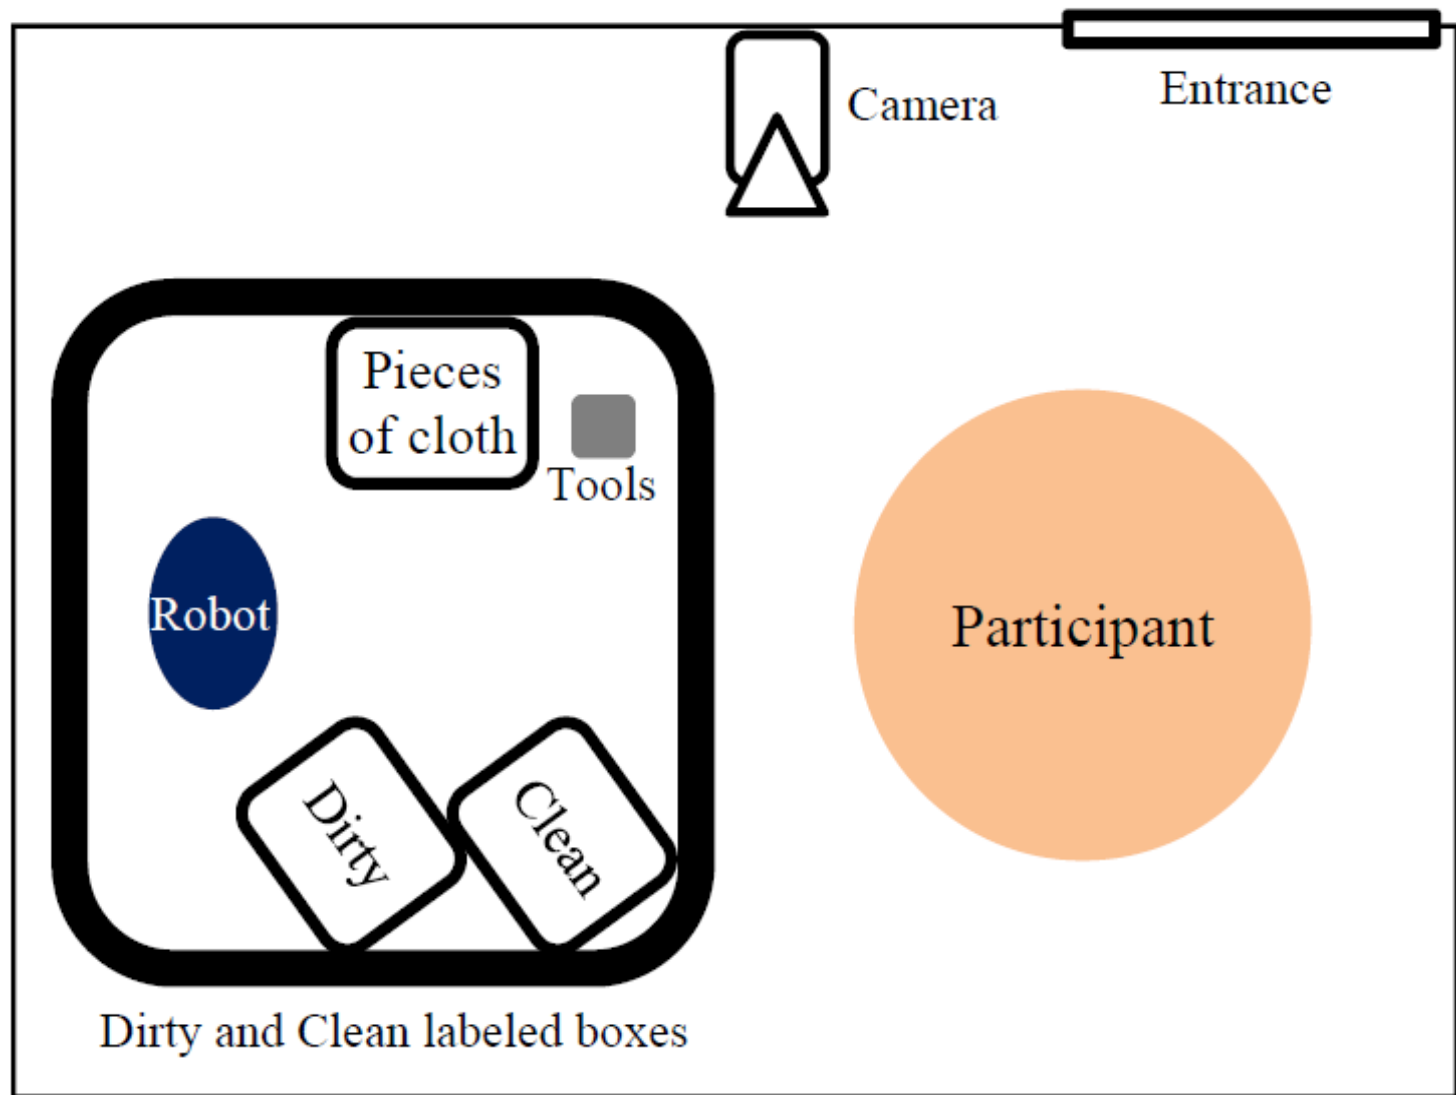 Entrance
Camera
Pieces
of cloth
Tools
Robot
Participant
Dirty
Clean
Dirty and Clean labeled boxes